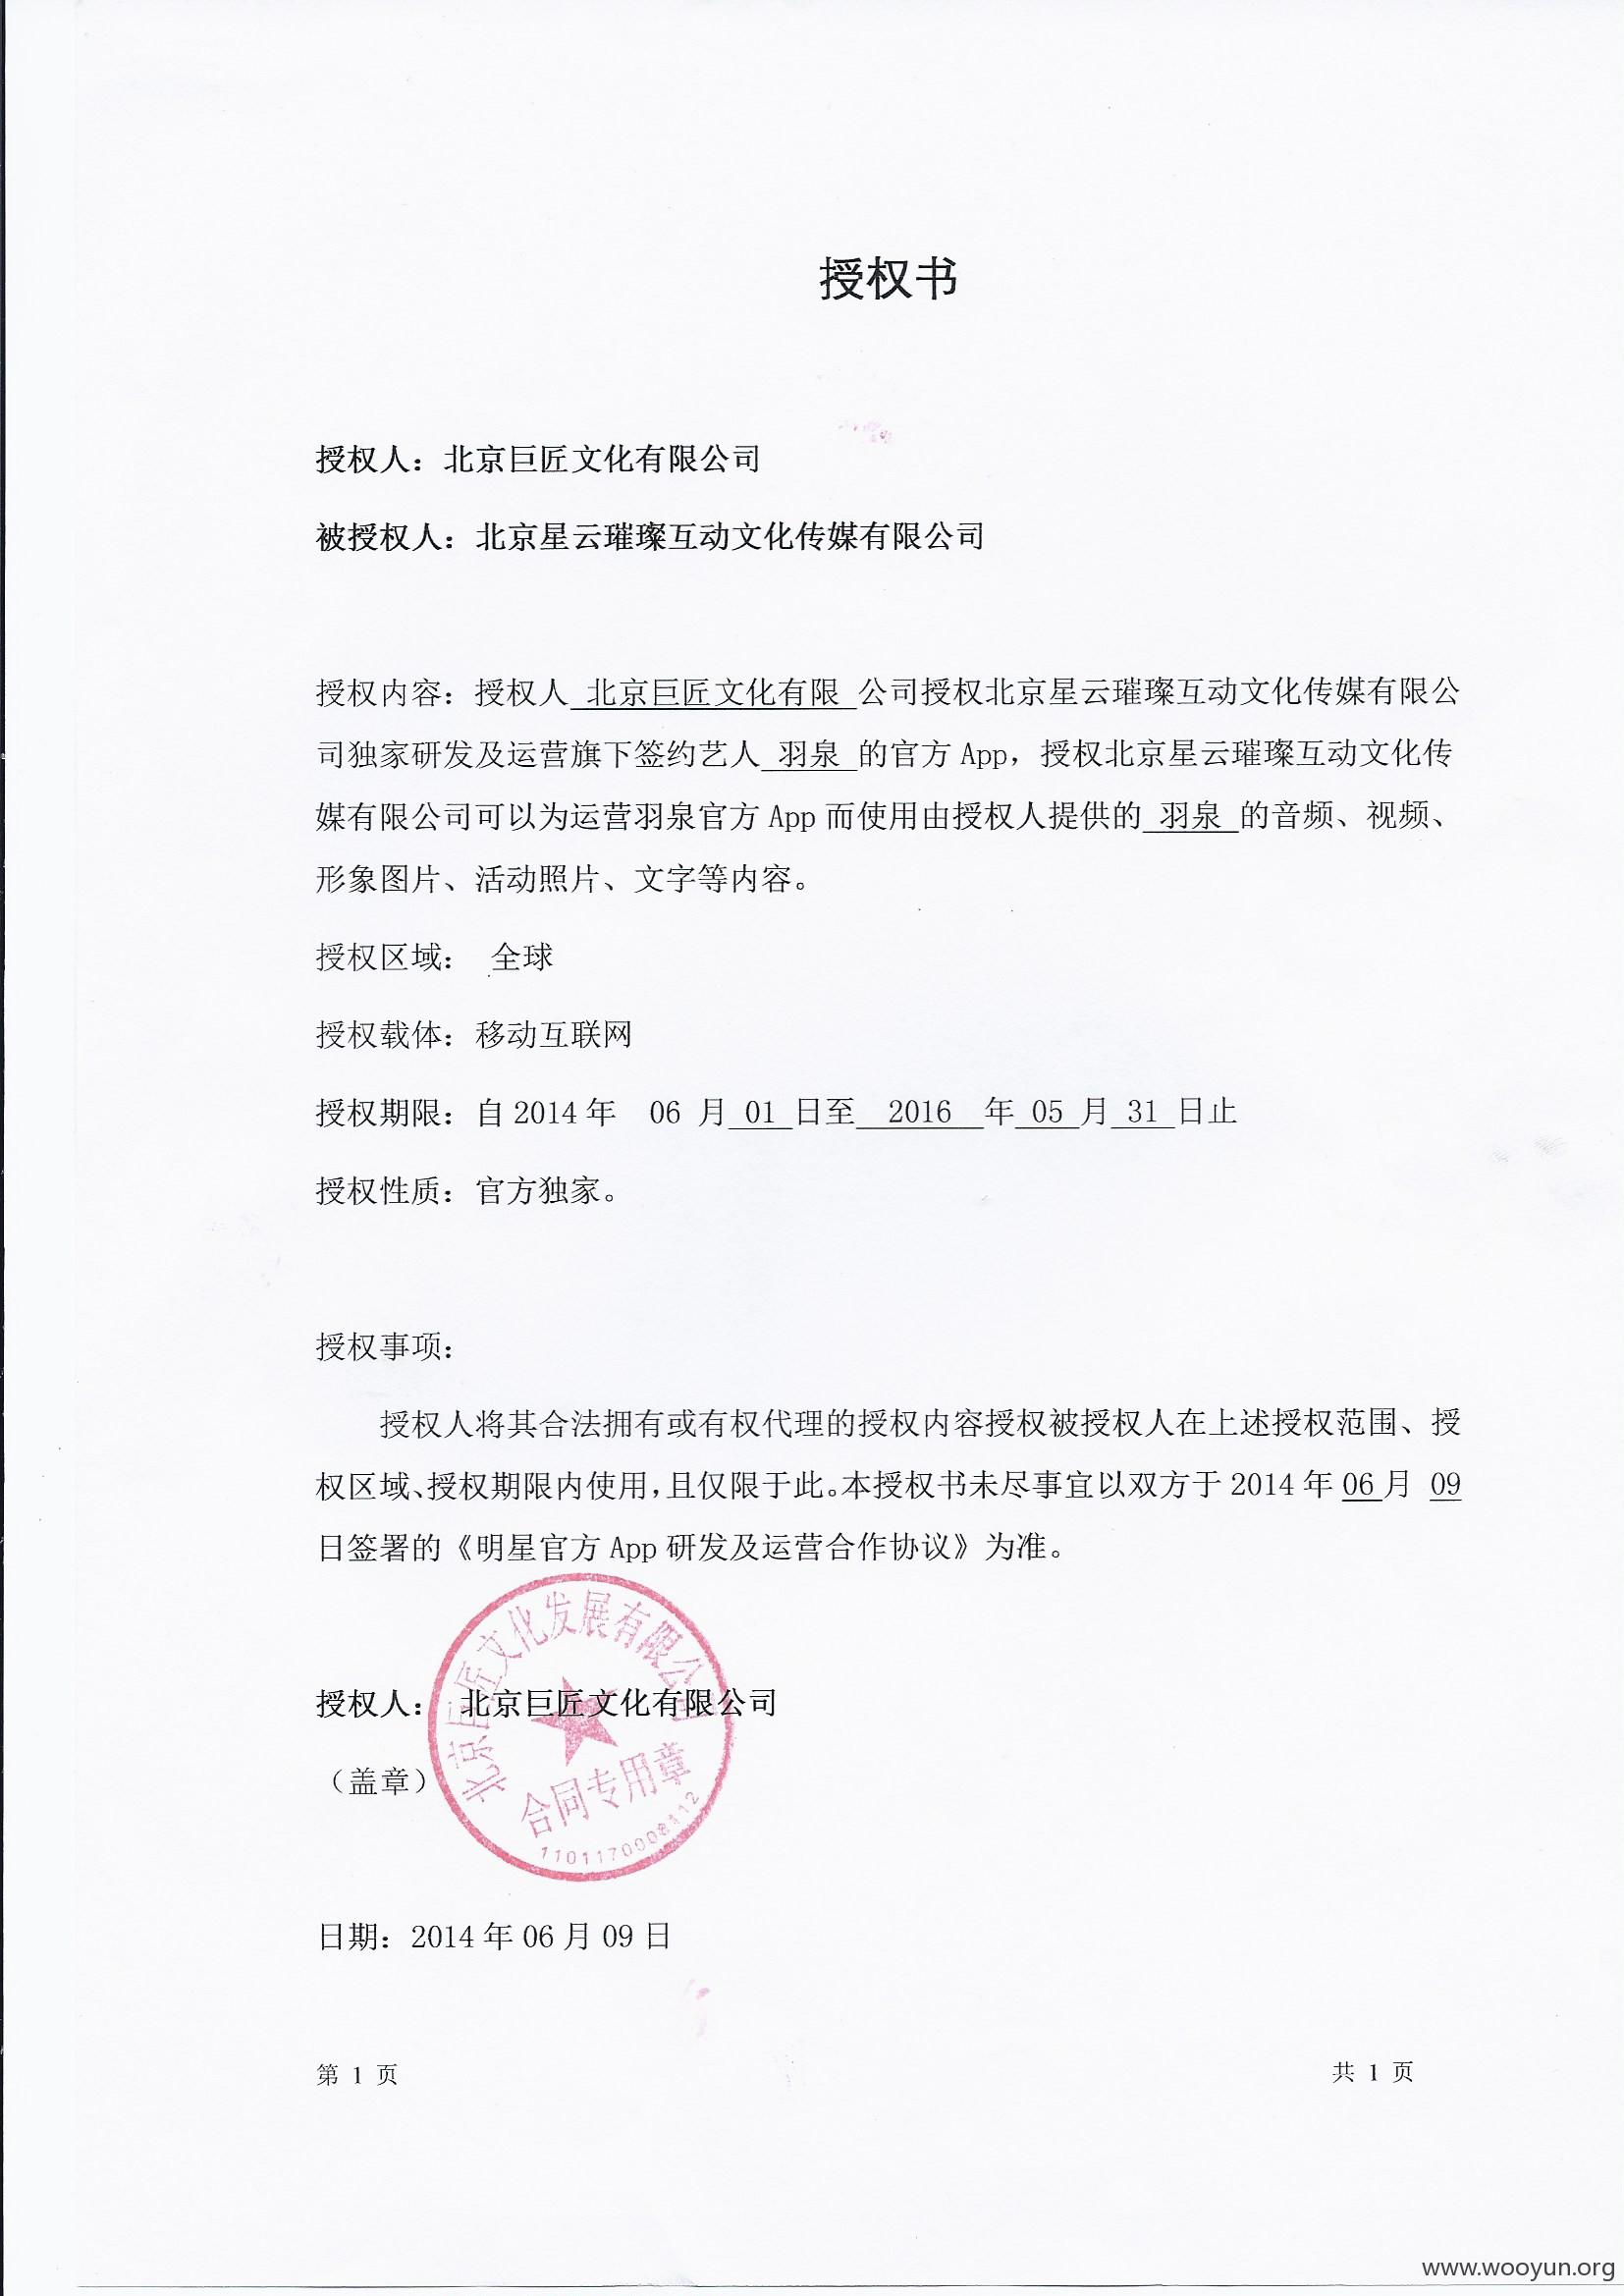 授权书
授权人：北京巨匠文化有限公司
被授权人：北京星云璀璨互动文化传媒有限公司
授权内容：授权人 北京巨匠文化有限 公司授权北京星云璀璨互动文化传媒有限公
司独家研发及运营旗下签约艺人 羽泉 的官方 App，授权北京星云璀璨互动文化传
媒有限公司可以为运营羽泉官方 App 而使用由授权人提供的 羽泉 的音频、视频、
形象图片、活动照片、文字等内容。
授权区域： 全球
授权载体：移动互联网
授权期限：自 2014 年 06 月 01 日至 2016 年 05 月 31 日止
授权性质：官方独家。
授权事项：
授权人将其合法拥有或有权代理的授权内容授权被授权人在上述授权范围、授
权区域、授权期限内使用，且仅限于此。本授权书未尽事宜以双方于 2014 年 06 月 09
日签署的《明星官方 App 研发及运营合作协议》为准。
北京巨匠文化发展有限公司
授权人： 北京巨匠文化有限公司
（盖章）
合同专用章
1101170008112
日期：2014 年 06 月 09 日
第 1 页 共 1 页
www.wooyun.org